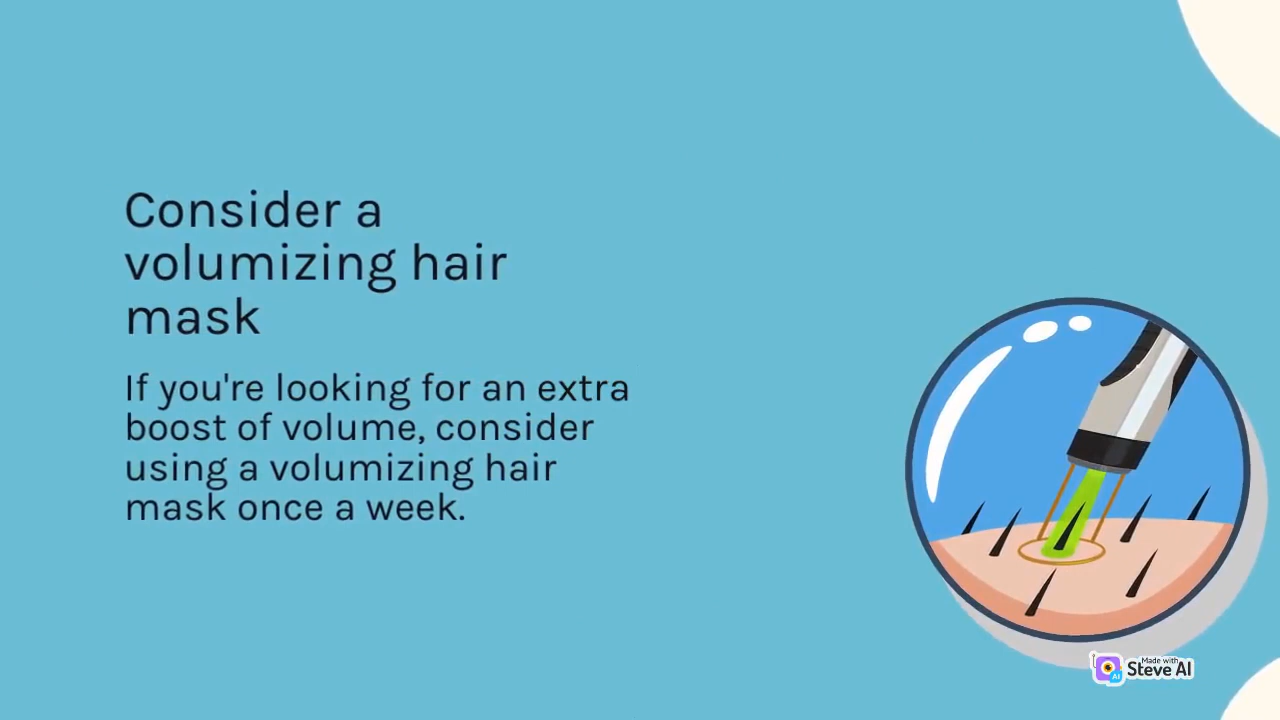 Consider a
volumizing hair
mask
If you're looking for an extra
boost of volume, consider
using a volumizing hair
mask once a week.
Made with
Steve AI
AI